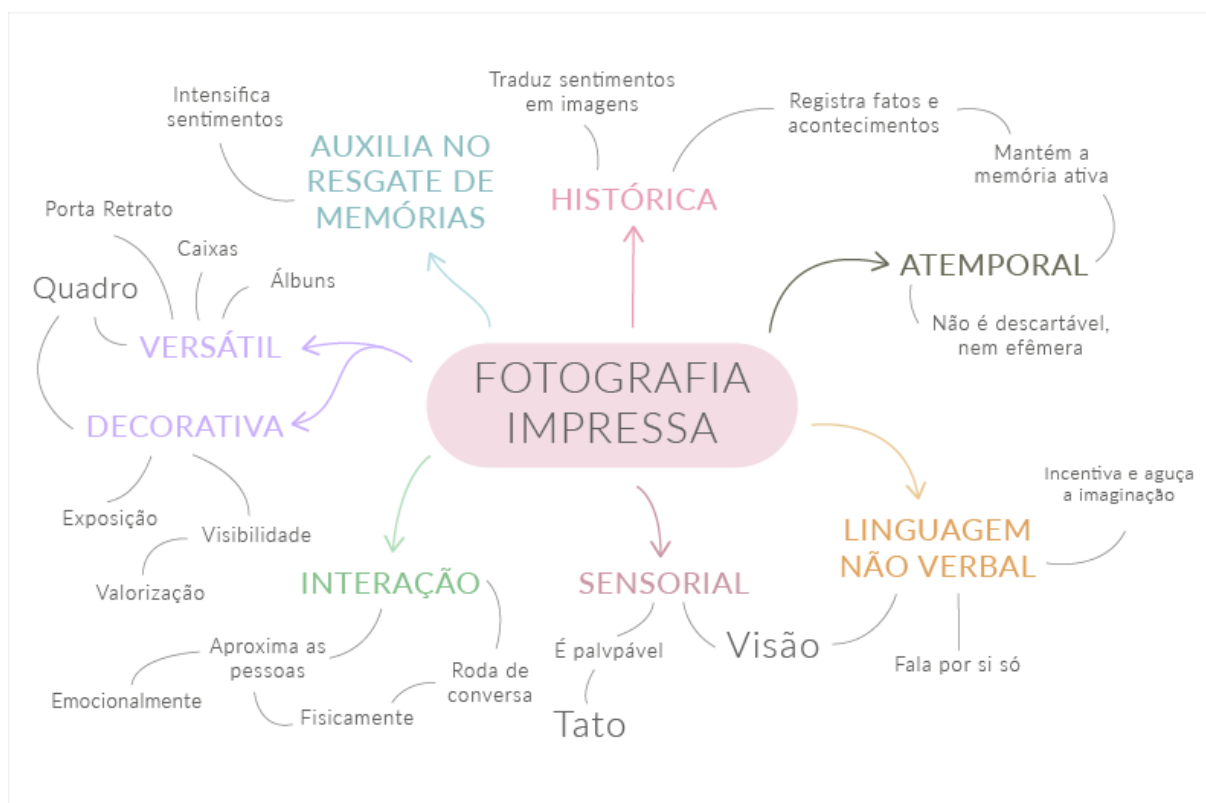 Intensifica
sentimentos
AUXILIA NO
RESGATE DE
MEMÓRIAS
Traduz sentimentos
em imagens
HISTÓRICA
Registra fatos e
acontecimentos
Mantém a
memória ativa
ATEMPORAL
Não é descartável,
nem efêmera
Porta Retrato
Caixas
Álbuns
Quadro
VERSÁTIL
DECORATIVA
Exposição
Visibilidade
Valorização
FOTOGRAFIA
IMPRESSA
INTERAÇÃO
Aproxima as
pessoas
Emocionalmente
Fisicamente
Roda de
conversa
SENSORIAL
É palvpável
Tato
Visão
LINGUAGEM
NÃO VERBAL
Incentiva e aguça
a imaginação
Fala por si só